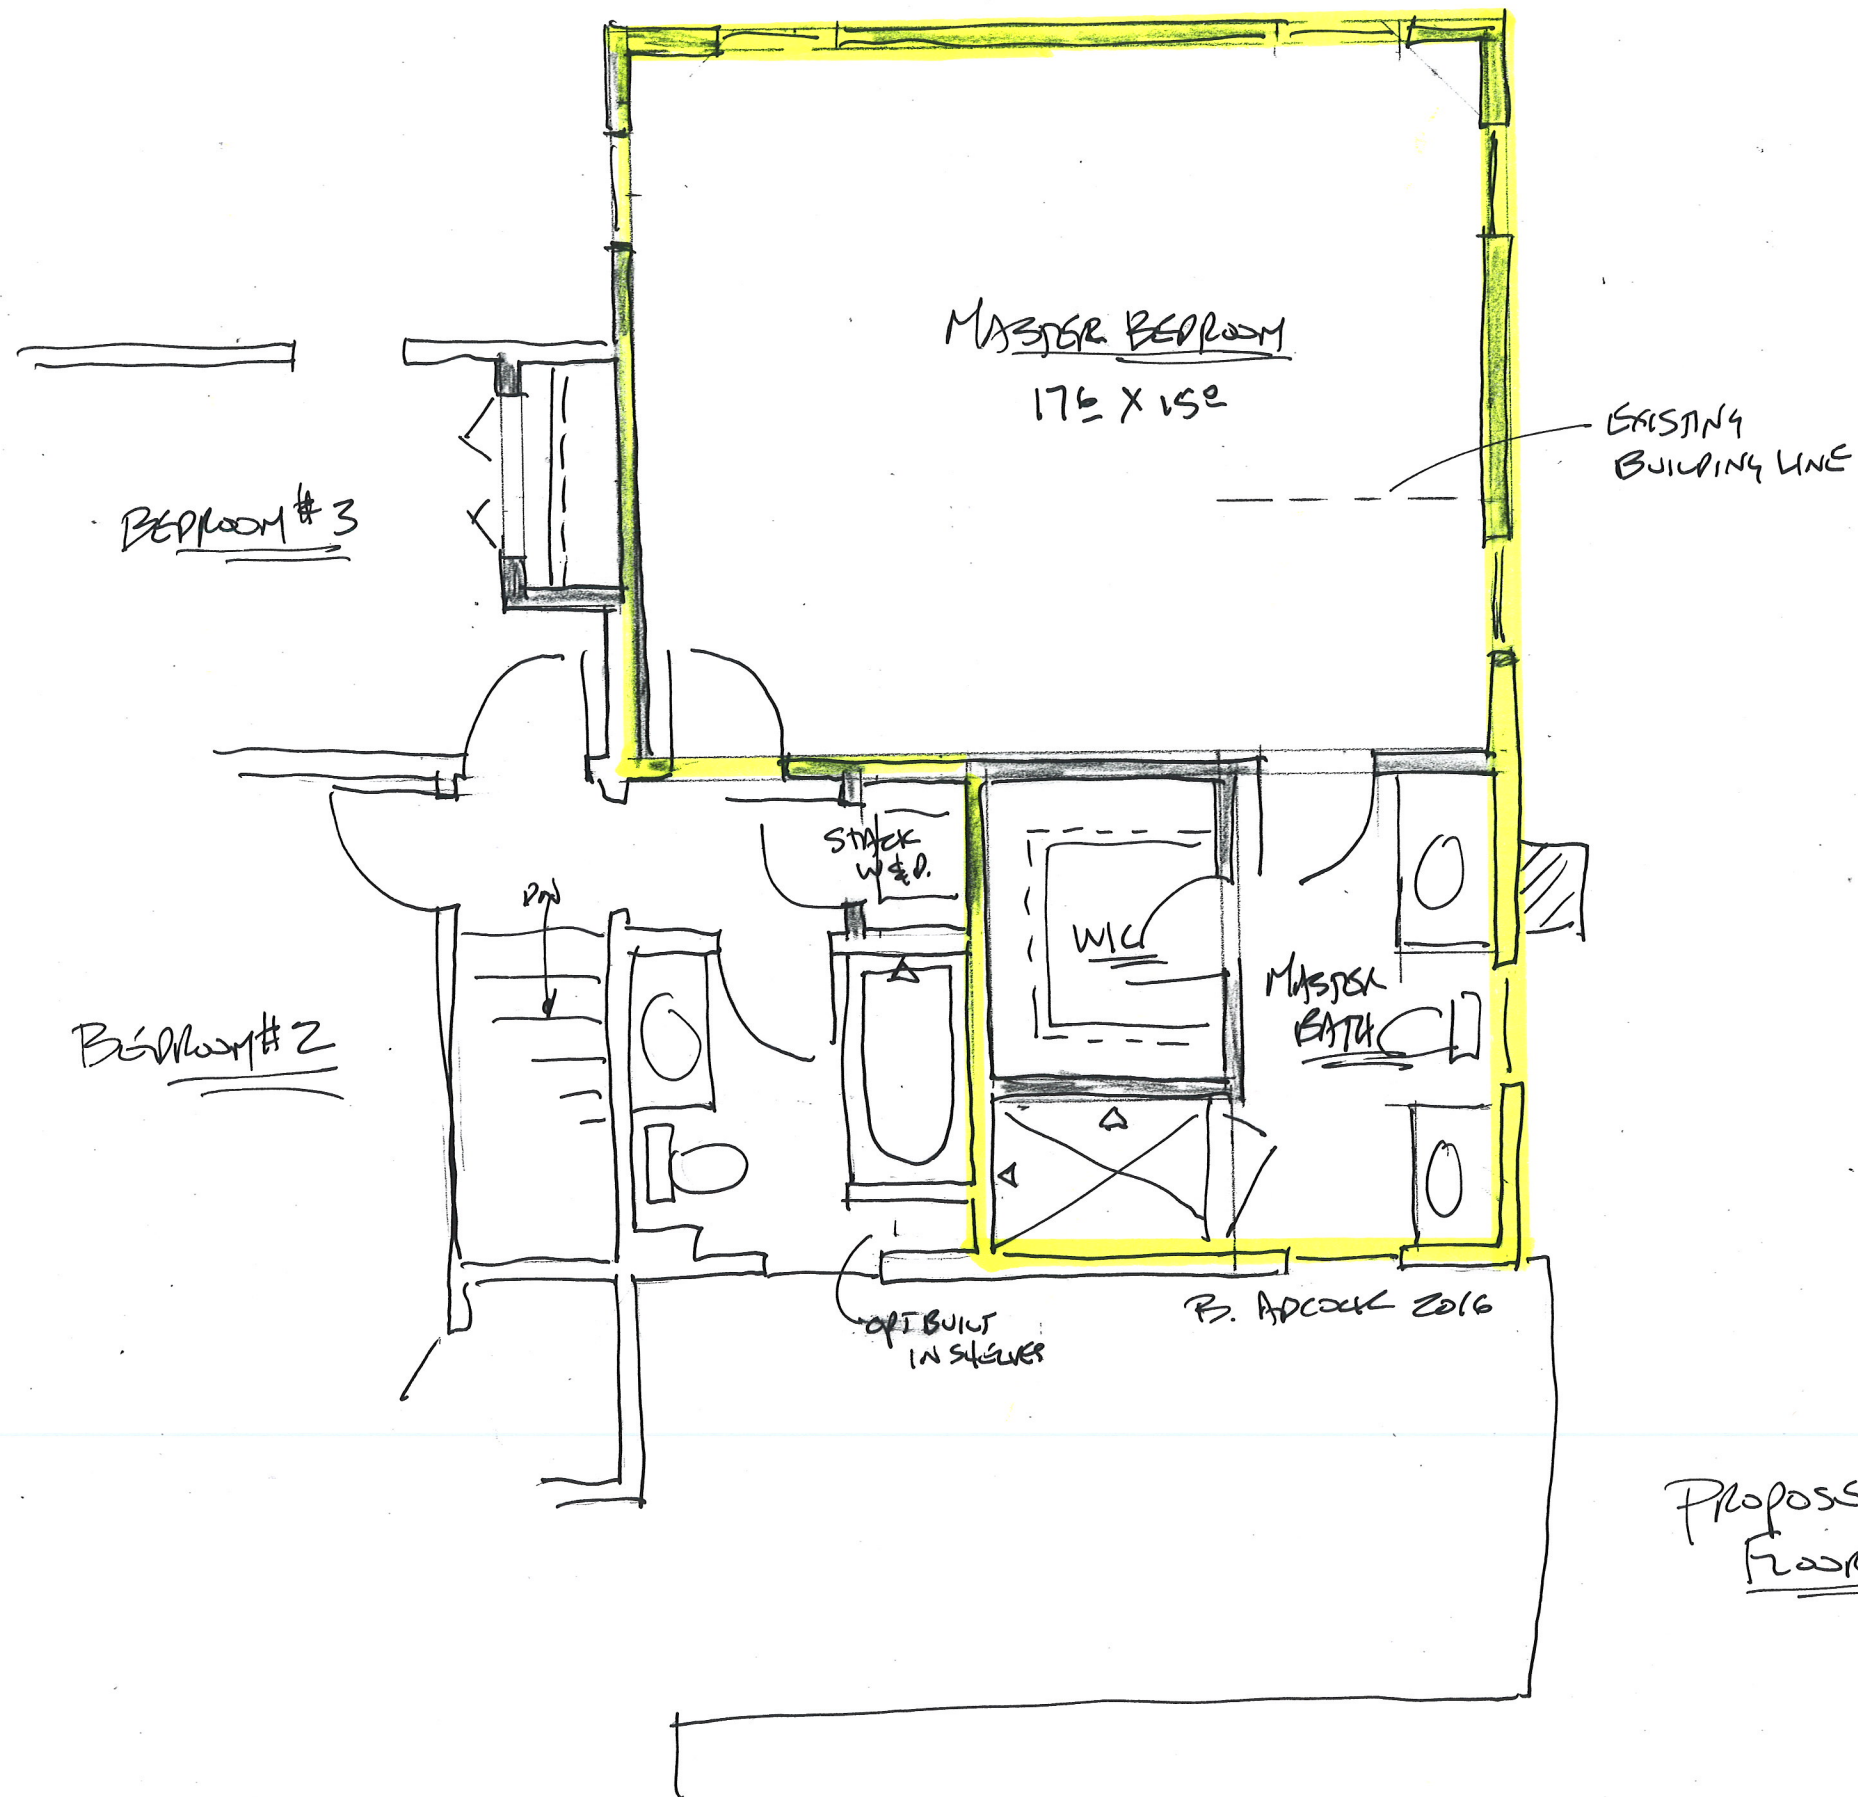 MASTER BEDROOM
17⁶ X 15⁰
EXISTING
BUILDING LINE
BEDROOM # 3
STACK
W & D.
DN
WIC
MASTER
BATH
BEDROOM # 2
OPT BUILT
IN SHELVES
B. ADCOCK 2016
PROPOSE
FLOOR